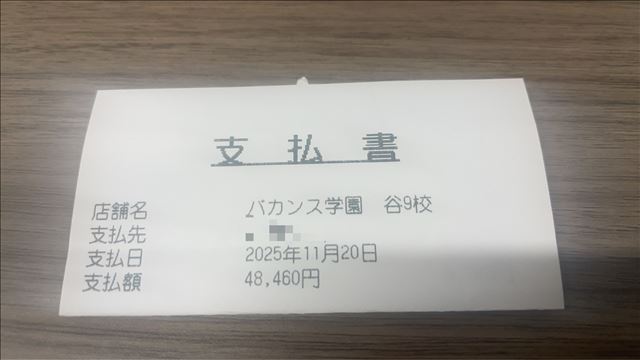 支払書
店舗名 バカンス学園 谷9校
支払先
支払日 2025年11月20日
支払額 48,460円